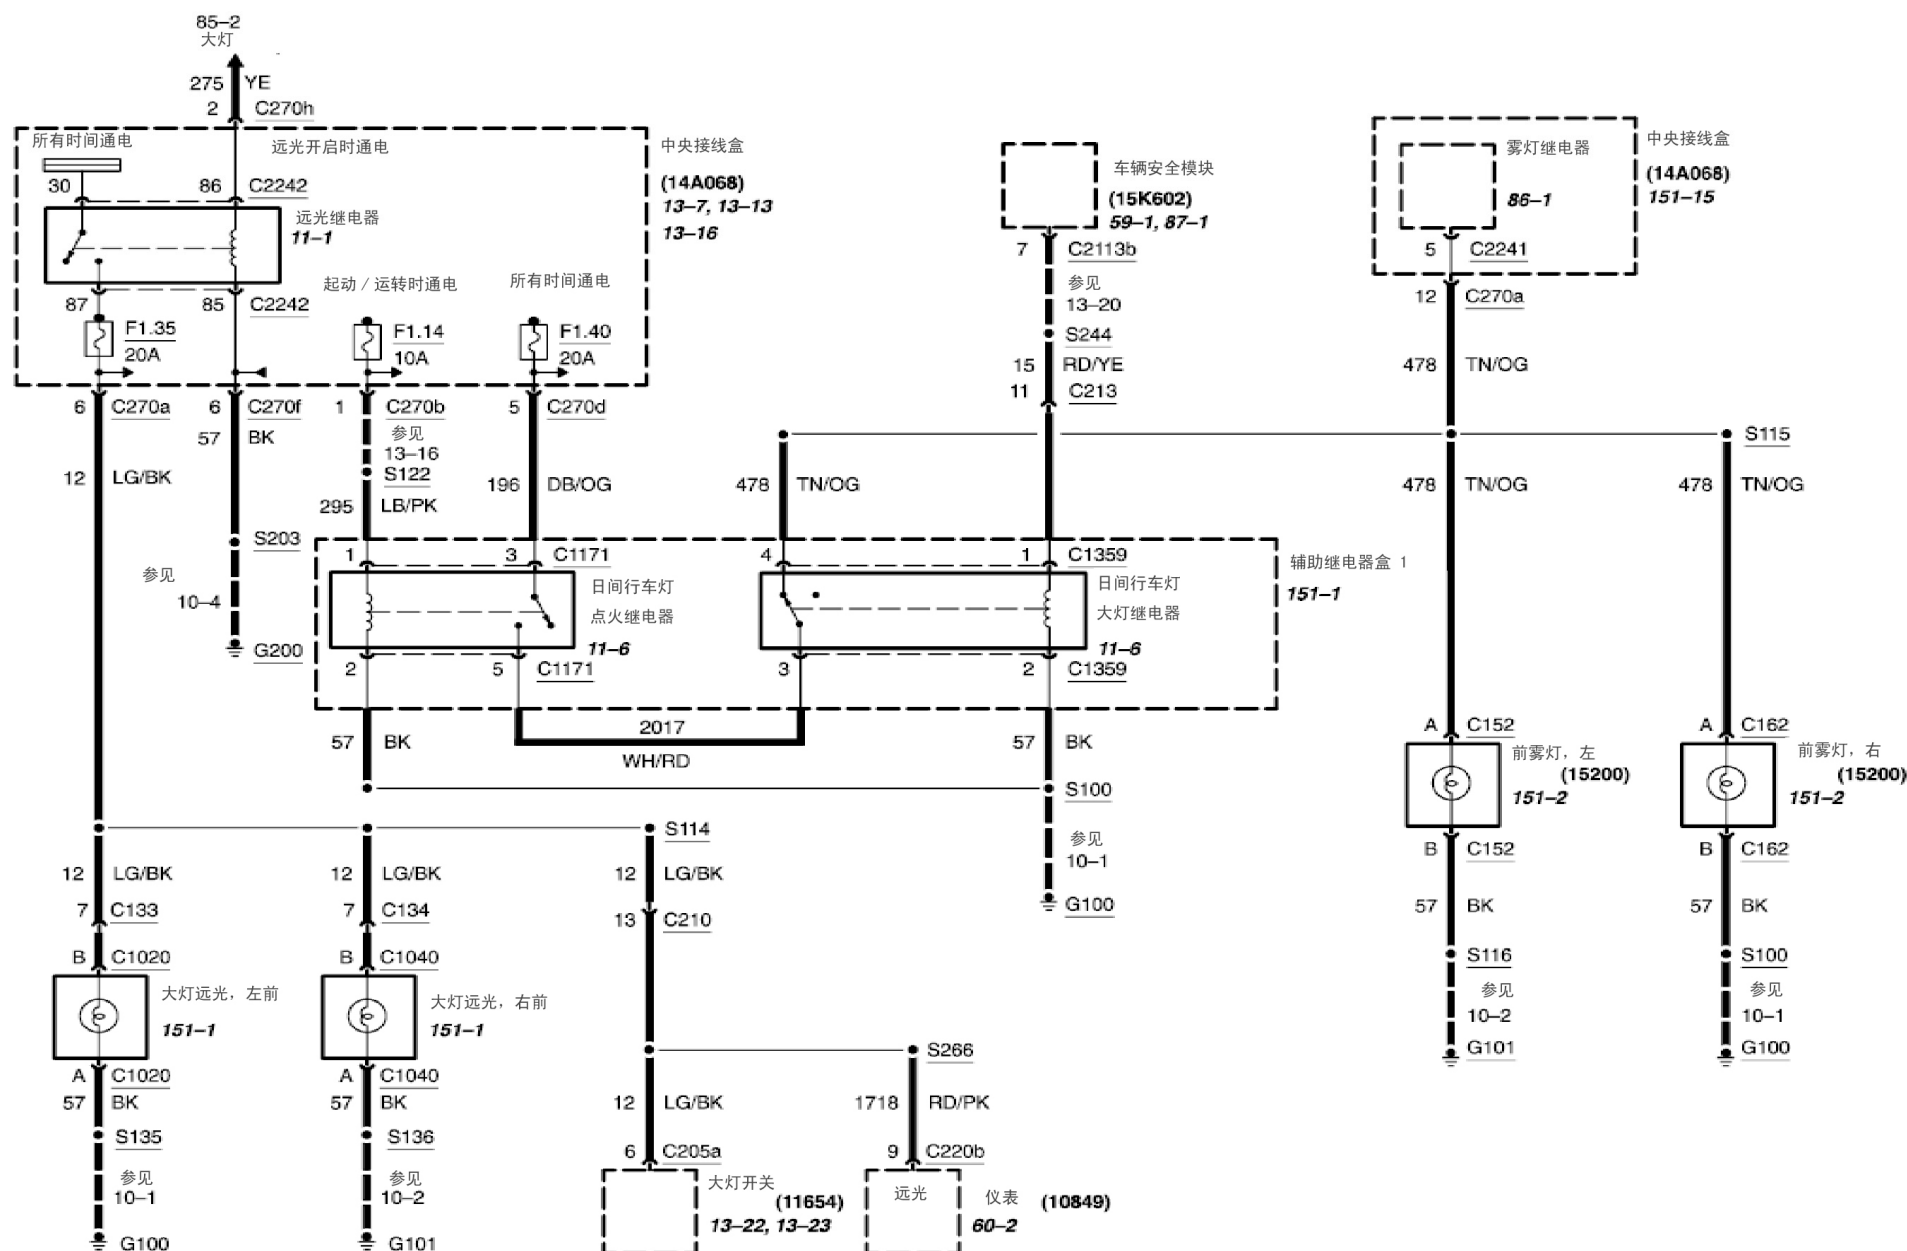 85–2
大灯
275 YE
2 C270h
所有时间通电
远光开启时通电
中央接线盒
(14A068)
13–7, 13–13
13–16
30 86 C2242
远光继电器
11–1
87 85 C2242
起动 / 运转时通电
所有时间通电
F1.35
20A
F1.14
10A
F1.40
20A
6 C270a 6 C270f 1 C270b 5 C270d
57 BK
参见
13–16
S122
12 LG/BK
295 LB/PK
196 DB/OG
S203
参见
10–4
G200
车辆安全模块
(15K602)
59–1, 87–1
7 C2113b
参见
13–20
S244
15 RD/YE
11 C213
478 TN/OG
雾灯继电器
86–1
中央接线盒
(14A068)
151–15
5 C2241
12 C270a
478 TN/OG
S115
478 TN/OG
478 TN/OG
1 3 C1171
日间行车灯
点火继电器
11–6
2 5 C1171
4 1 C1359
日间行车灯
大灯继电器
11–6
3 2 C1359
辅助继电器盒 1
151–1
57 BK
2017
WH/RD
57 BK
S100
参见
10–1
G100
S114
12 LG/BK
12 LG/BK
12 LG/BK
7 C133
7 C134
13 C210
B C1020
B C1040
大灯远光，左前
151–1
大灯远光，右前
151–1
A C1020
A C1040
57 BK
57 BK
S135
S136
参见
10–1
参见
10–2
G100
G101
S266
12 LG/BK
1718 RD/PK
6 C205a
9 C220b
大灯开关
(11654)
13–22, 13–23
远光
仪表
(10849)
60–2
A C152
A C162
前雾灯，左
(15200)
151–2
前雾灯，右
(15200)
151–2
B C152
B C162
57 BK
57 BK
S116
S100
参见
10–2
参见
10–1
G101
G100